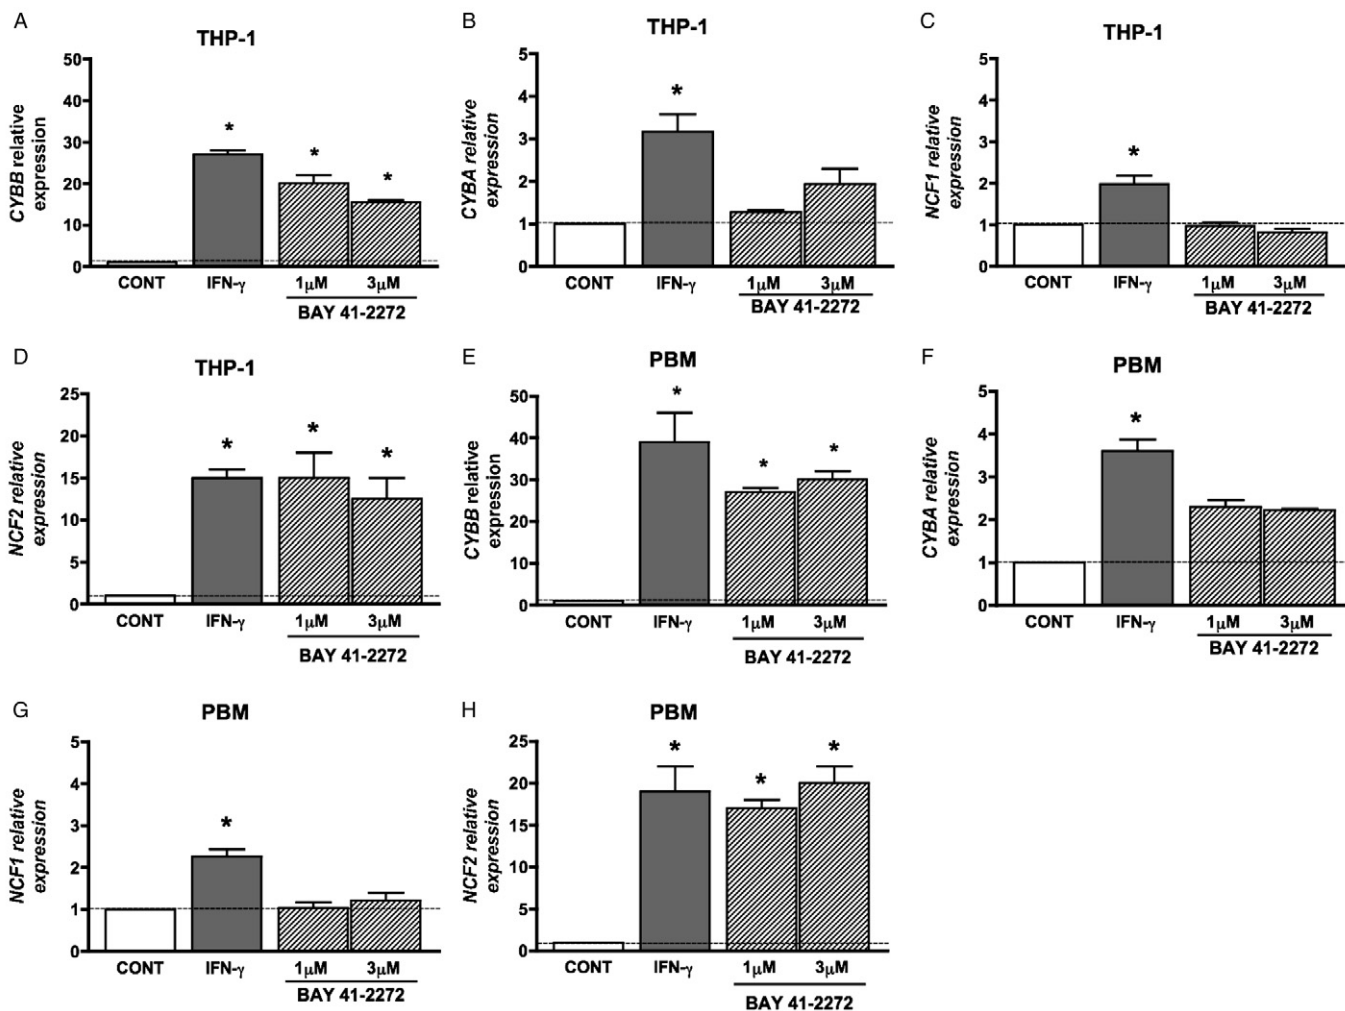 A
THP-1
CYBB relative
expression
50
40
30
20
10
0
*
*
*
CONT
IFN-γ
1μM
3μM
BAY 41-2272
B
THP-1
CYBA relative
expression
5
4
3
2
1
0
*
CONT
IFN-γ
1μM
3μM
BAY 41-2272
C
THP-1
NCF1 relative
expression
5
4
3
2
1
0
*
CONT
IFN-γ
1μM
3μM
BAY 41-2272
D
THP-1
NCF2 relative
expression
25
20
15
10
5
0
*
*
*
CONT
IFN-γ
1μM
3μM
BAY 41-2272
E
PBM
CYBB relative
expression
50
40
30
20
10
0
*
*
*
CONT
IFN-γ
1μM
3μM
BAY 41-2272
F
PBM
CYBA relative
expression
5
4
3
2
1
0
*
CONT
IFN-γ
1μM
3μM
BAY 41-2272
G
PBM
NCF1 relative
expression
5
4
3
2
1
0
*
CONT
IFN-γ
1μM
3μM
BAY 41-2272
H
PBM
NCF2 relative
expression
25
20
15
10
5
0
*
*
*
CONT
IFN-γ
1μM
3μM
BAY 41-2272